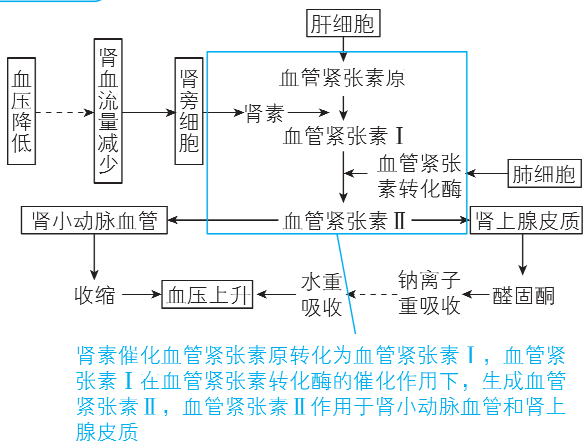 肝细胞
血管紧张素原
血压降低
肾血流量减少
肾旁细胞
肾素
血管紧张素Ⅰ
血管紧张
素转化酶
肺细胞
肾小动脉血管
血管紧张素Ⅱ
肾上腺皮质
收缩
血压上升
水重
吸收
钠离子
重吸收
醛固酮
肾素催化血管紧张素原转化为血管紧张素Ⅰ，血管紧
张素Ⅰ在血管紧张素转化酶的催化作用下，生成血管
紧张素Ⅱ，血管紧张素Ⅱ作用于肾小动脉血管和肾上
腺皮质